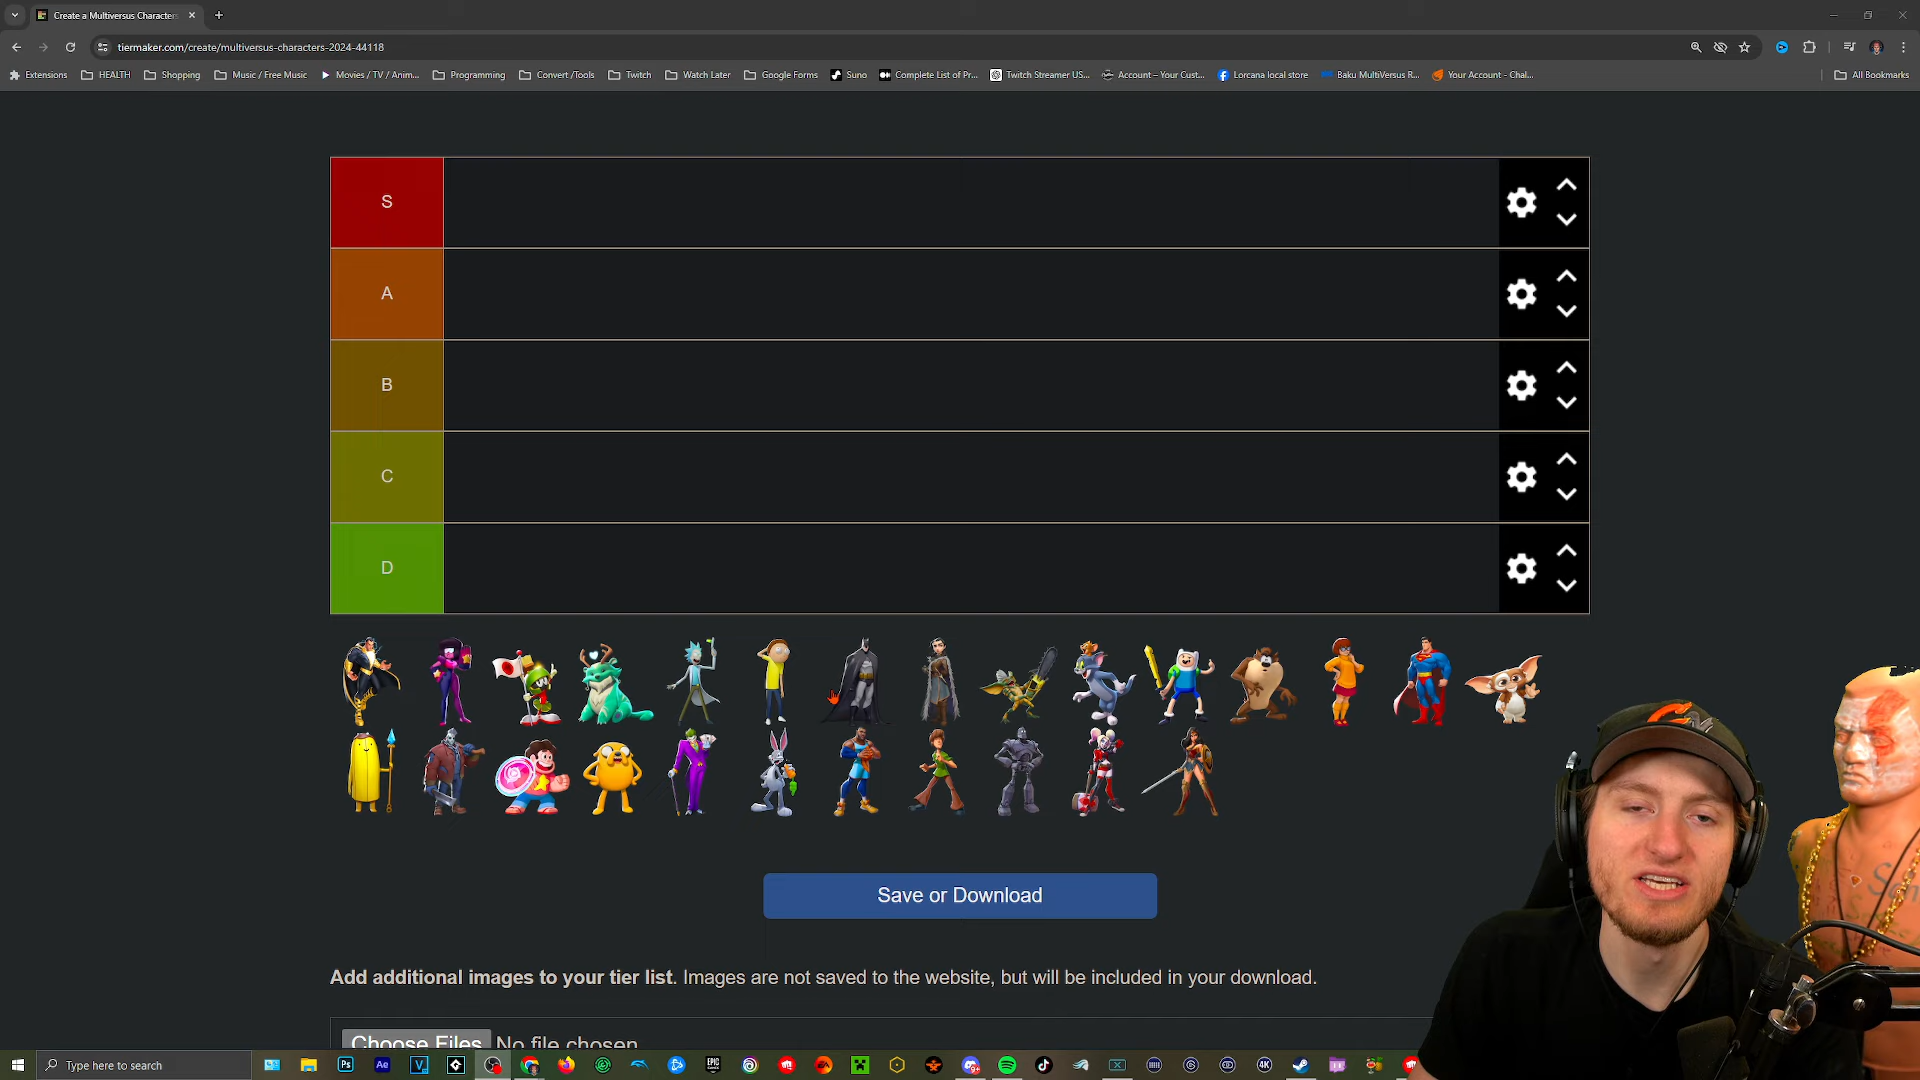 Create a Multiversus Characters
tiermaker.com/create/multiversus-characters-2024-44118
Extensions
HEALTH
Shopping
Music / Free Music
Movies / TV / Anim...
Programming
Convert /Tools
Twitch
Watch Later
Google Forms
Suno
Complete List of Pr...
Twitch Streamer US...
Account – Your Cust...
Lorcana local store
Baku MultiVersus R...
Your Account - Chal...
All Bookmarks
S
A
B
C
D
Save or Download
Add additional images to your tier list. Images are not saved to the website, but will be included in your download.
Choose Files No file chosen
Type here to search